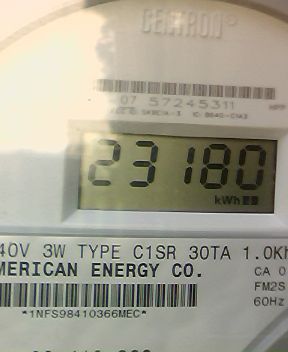 CENTRON®
07 57245311
23180
kWh
40V 3W TYPE C1SR 30TA 1.0Kh
MERICAN ENERGY CO.
CA 0
FM2S
60Hz
*1NFS98410366MEC*